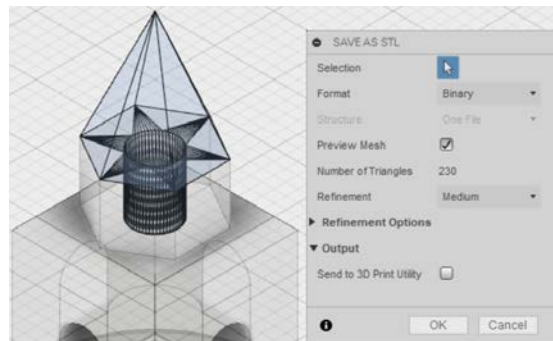 SAVE AS STL
Selection
Format Binary
Structure One File
Preview Mesh
Number of Triangles 230
Refinement Medium
Refinement Options
Output
Send to 3D Print Utility
OK Cancel